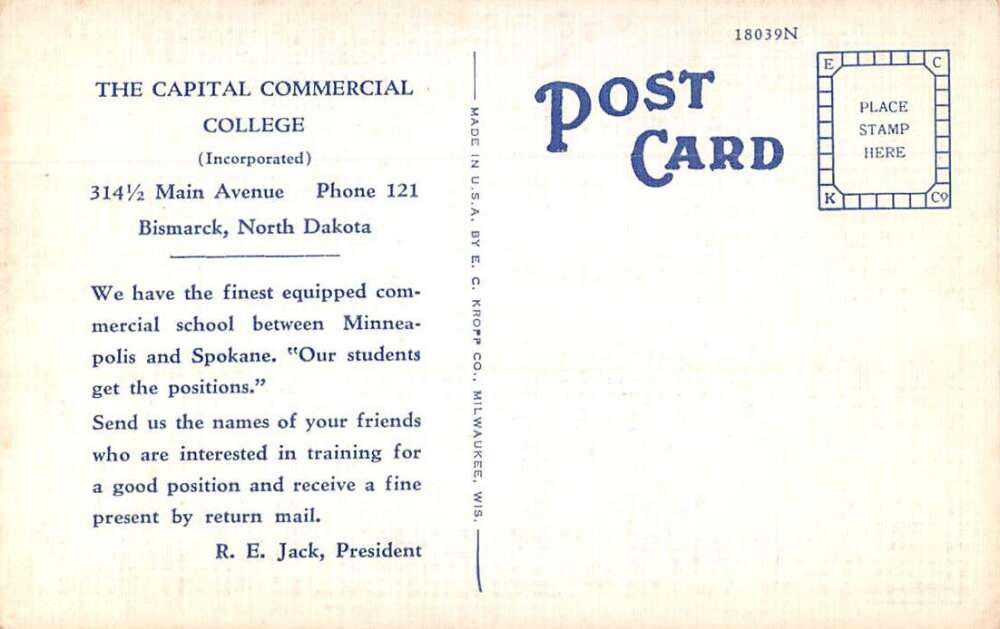 THE CAPITAL COMMERCIAL
COLLEGE
(Incorporated)
314½ Main Avenue Phone 121
Bismarck, North Dakota
We have the finest equipped com-
mercial school between Minnea-
polis and Spokane. "Our students
get the positions."
Send us the names of your friends
who are interested in training for
a good position and receive a fine
present by return mail.
R. E. Jack, President
MADE IN U.S.A. BY E. C. KROPP CO., MILWAUKEE, WIS.
POST
CARD
18039N
E C
PLACE
STAMP
HERE
K Co